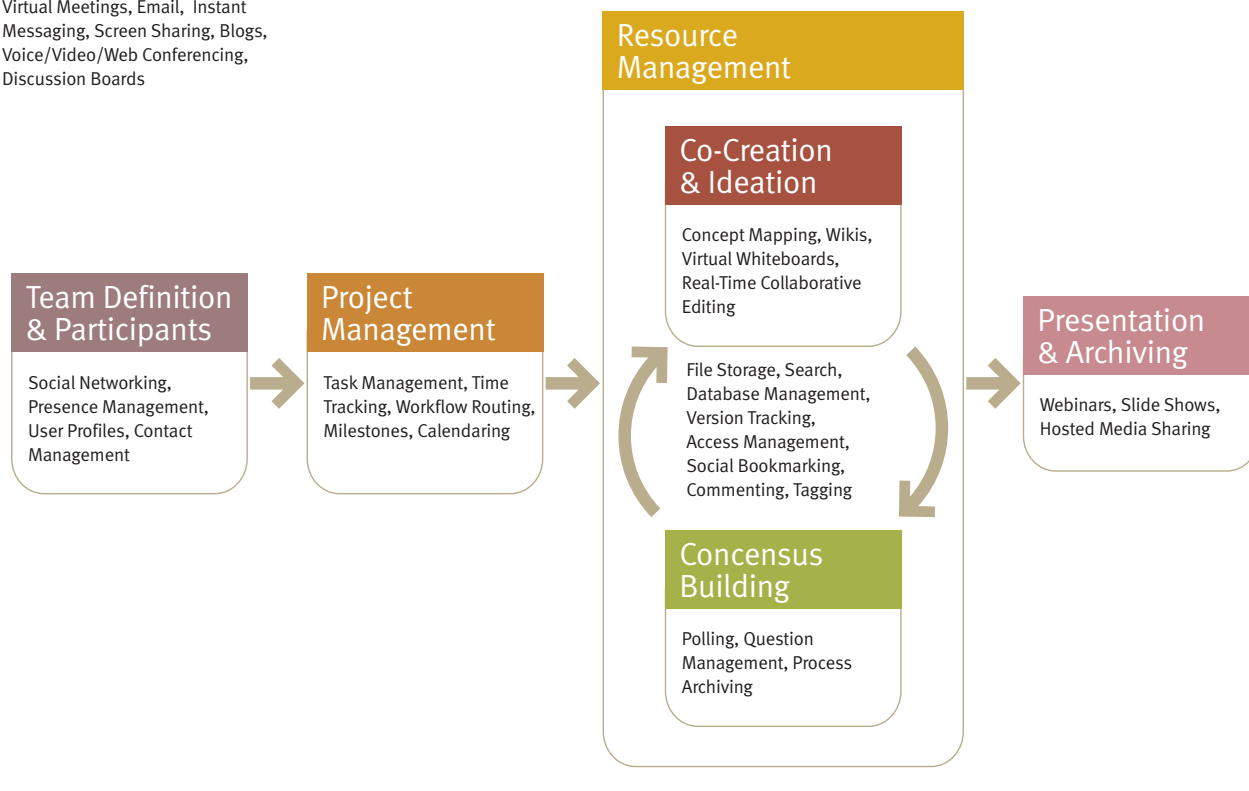 Virtual Meetings, Email, Instant
Messaging, Screen Sharing, Blogs,
Voice/Video/Web Conferencing,
Discussion Boards
Team Definition
& Participants
Social Networking,
Presence Management,
User Profiles, Contact
Management
Project
Management
Task Management, Time
Tracking, Workflow Routing,
Milestones, Calendaring
Resource
Management
Co-Creation
& Ideation
Concept Mapping, Wikis,
Virtual Whiteboards,
Real-Time Collaborative
Editing
File Storage, Search,
Database Management,
Version Tracking,
Access Management,
Social Bookmarking,
Commenting, Tagging
Concensus
Building
Polling, Question
Management, Process
Archiving
Presentation
& Archiving
Webinars, Slide Shows,
Hosted Media Sharing